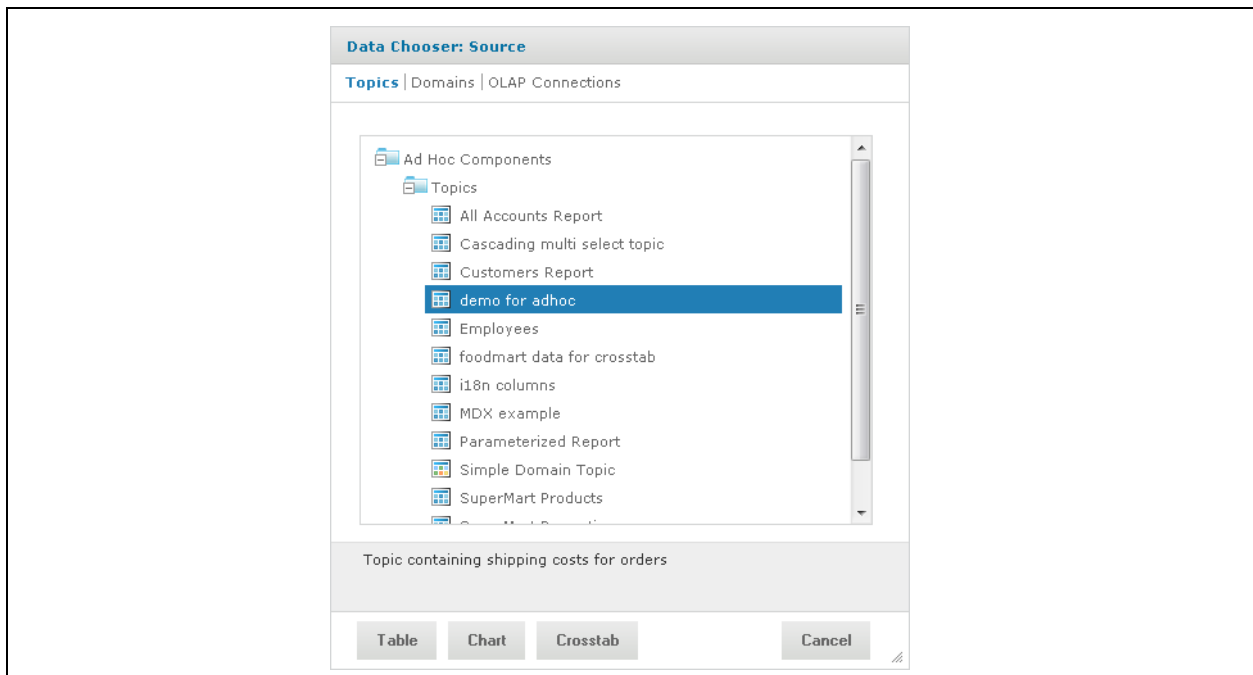 Data Chooser: Source
Topics | Domains | OLAP Connections
Ad Hoc Components
Topics
All Accounts Report
Cascading multi select topic
Customers Report
demo for adhoc
Employees
foodmart data for crosstab
i18n columns
MDX example
Parameterized Report
Simple Domain Topic
SuperMart Products
Topic containing shipping costs for orders
Table Chart Crosstab Cancel